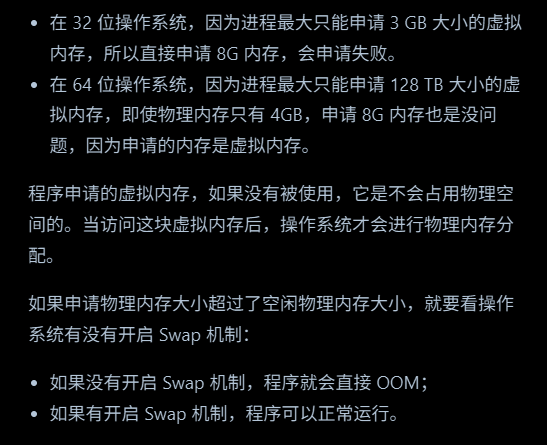 • 在 32 位操作系统，因为进程最大只能申请 3 GB 大小的虚拟
内存，所以直接申请 8G 内存，会申请失败。
• 在 64 位操作系统，因为进程最大只能申请 128 TB 大小的虚
拟内存，即使物理内存只有 4GB，申请 8G 内存也是没问
题，因为申请的内存是虚拟内存。
程序申请的虚拟内存，如果没有被使用，它是不会占用物理空
间的。当访问这块虚拟内存后，操作系统才会进行物理内存分
配。
如果申请物理内存大小超过了空闲物理内存大小，就要看操作
系统有没有开启 Swap 机制：
• 如果没有开启 Swap 机制，程序就会直接 OOM；
• 如果有开启 Swap 机制，程序可以正常运行。